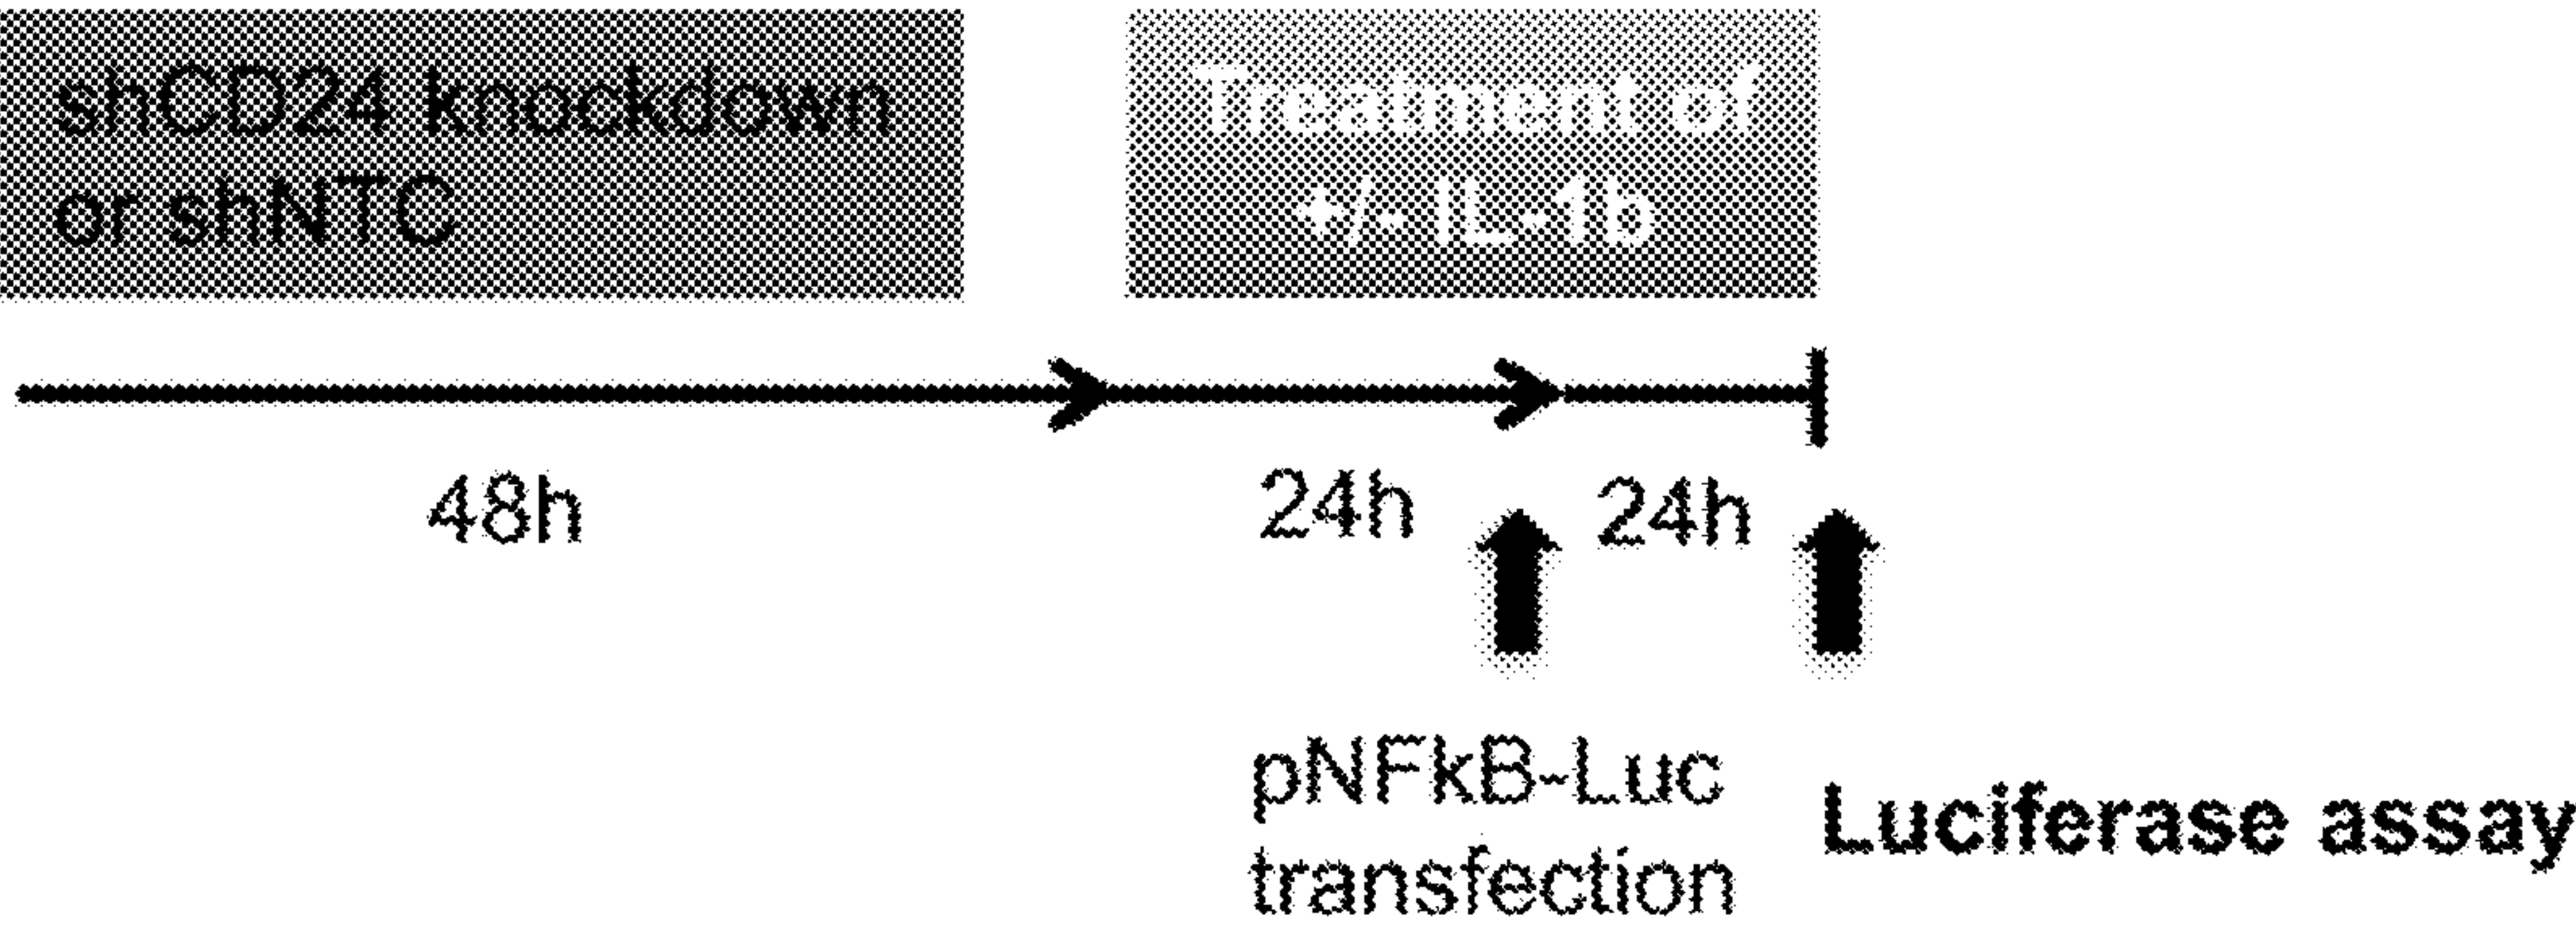 shCD24 knockdown
or shNTC
Treatment of
+/- IL-1b
48h
24h
24h
pNFkB-Luc
transfection
Luciferase assay